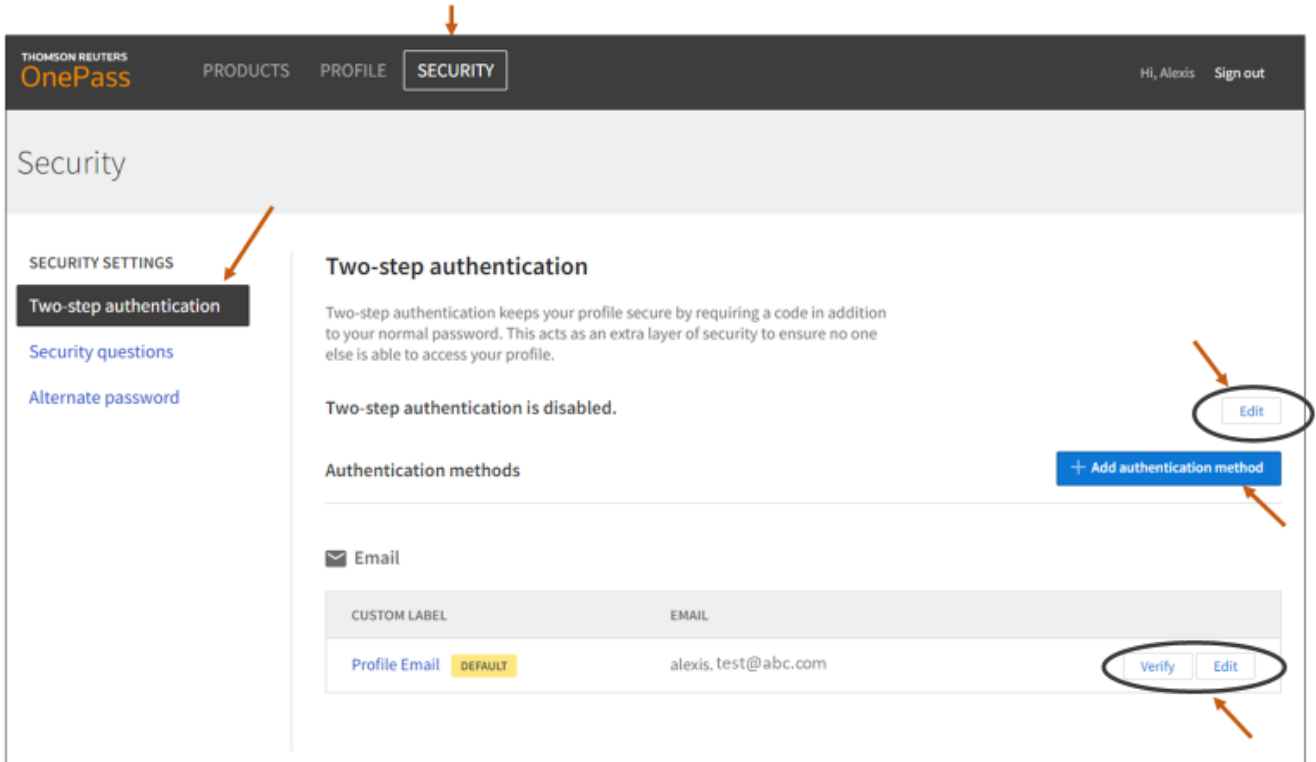 THOMSON REUTERS
OnePass
PRODUCTS PROFILE SECURITY
Hi, Alexis Sign out
Security
SECURITY SETTINGS
Two-step authentication
Security questions
Alternate password
Two-step authentication
Two-step authentication keeps your profile secure by requiring a code in addition
to your normal password. This acts as an extra layer of security to ensure no one
else is able to access your profile.
Two-step authentication is disabled.
Edit
Authentication methods
+ Add authentication method
Email
CUSTOM LABEL EMAIL
Profile Email DEFAULT alexis.test@abc.com Verify Edit